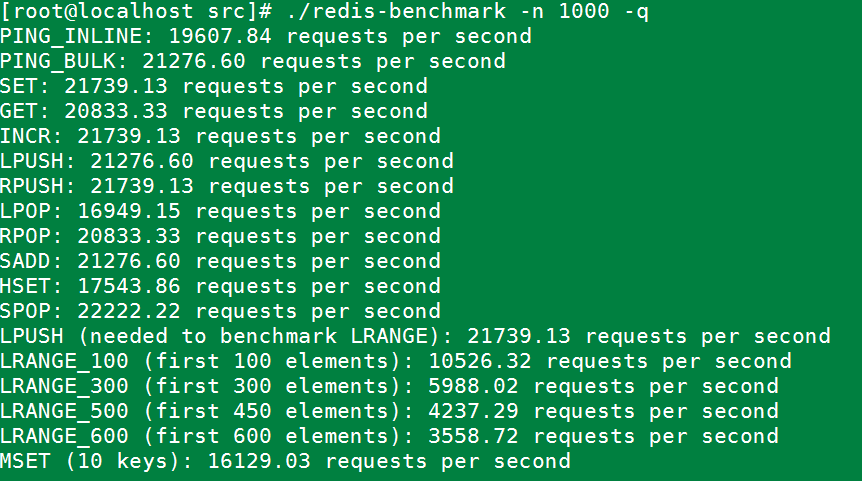 [root@localhost src]# ./redis-benchmark -n 1000 -q
PING_INLINE: 19607.84 requests per second
PING_BULK: 21276.60 requests per second
SET: 21739.13 requests per second
GET: 20833.33 requests per second
INCR: 21739.13 requests per second
LPUSH: 21276.60 requests per second
RPUSH: 21739.13 requests per second
LPOP: 16949.15 requests per second
RPOP: 20833.33 requests per second
SADD: 21276.60 requests per second
HSET: 17543.86 requests per second
SPOP: 22222.22 requests per second
LPUSH (needed to benchmark LRANGE): 21739.13 requests per second
LRANGE_100 (first 100 elements): 10526.32 requests per second
LRANGE_300 (first 300 elements): 5988.02 requests per second
LRANGE_500 (first 450 elements): 4237.29 requests per second
LRANGE_600 (first 600 elements): 3558.72 requests per second
MSET (10 keys): 16129.03 requests per second